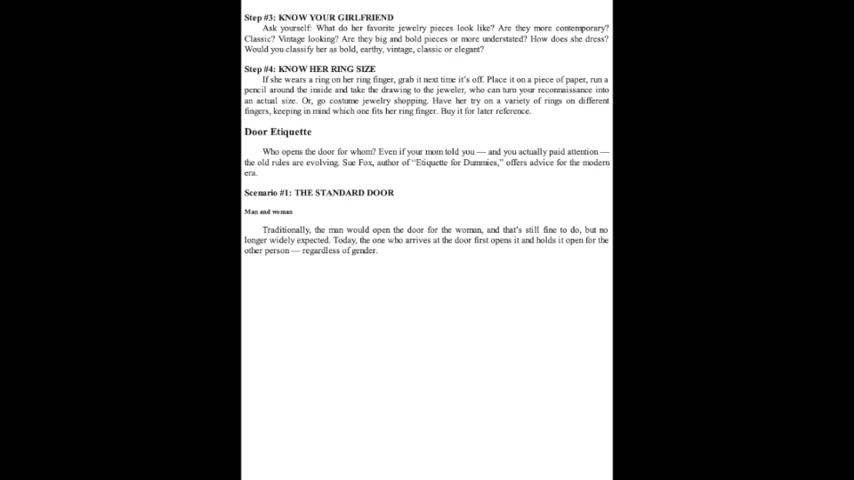 Step #3: KNOW YOUR GIRLFRIEND
Ask yourself: What do her favorite jewelry pieces look like? Are they more contemporary?
Classic? Vintage looking? Are they big and bold pieces or more understated? How does she dress?
Would you classify her as bold, earthy, vintage, classic or elegant?
Step #4: KNOW HER RING SIZE
If she wears a ring on her ring finger, grab it next time it's off. Place it on a piece of paper, run a
pencil around the inside and take the drawing to the jeweler, who can turn your reconnaissance into
an actual size. Or, go costume jewelry shopping. Have her try on a variety of rings on different
fingers, keeping in mind which one fits her ring finger. Buy it for later reference.
Door Etiquette
Who opens the door for whom? Even if your mom told you — and you actually paid attention —
the old rules are evolving. Sue Fox, author of “Etiquette for Dummies,” offers advice for the modern
era.
Scenario #1: THE STANDARD DOOR
Man and woman
Traditionally, the man would open the door for the woman, and that's still fine to do, but no
longer widely expected. Today, the one who arrives at the door first opens it and holds it open for the
other person — regardless of gender.